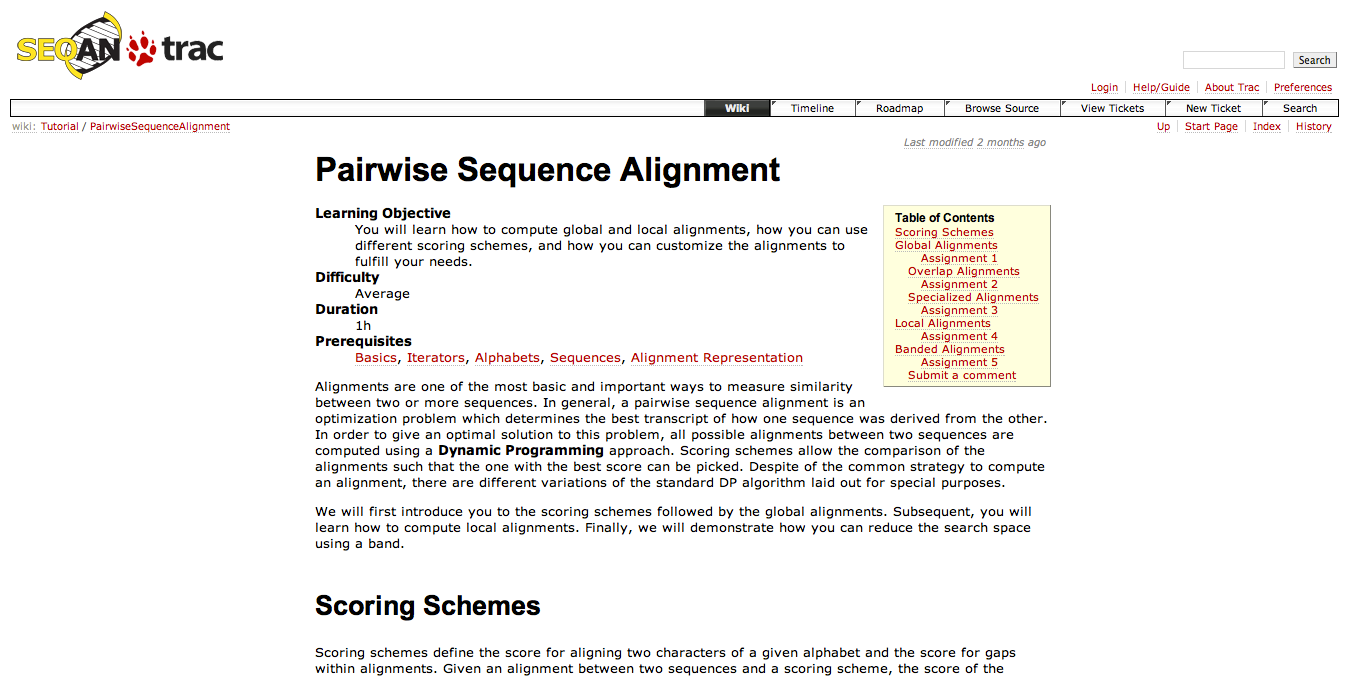 SEQAN trac
Search
Login Help/Guide About Trac Preferences
Wiki Timeline Roadmap Browse Source View Tickets New Ticket Search
wiki: Tutorial / PairwiseSequenceAlignment
Up Start Page Index History
Last modified 2 months ago
Pairwise Sequence Alignment
Learning Objective
You will learn how to compute global and local alignments, how you can use
different scoring schemes, and how you can customize the alignments to
fulfill your needs.
Difficulty
Average
Duration
1h
Prerequisites
Basics, Iterators, Alphabets, Sequences, Alignment Representation
Table of Contents
Scoring Schemes
Global Alignments
Assignment 1
Overlap Alignments
Assignment 2
Specialized Alignments
Assignment 3
Local Alignments
Assignment 4
Banded Alignments
Assignment 5
Submit a comment
Alignments are one of the most basic and important ways to measure similarity
between two or more sequences. In general, a pairwise sequence alignment is an
optimization problem which determines the best transcript of how one sequence was derived from the other.
In order to give an optimal solution to this problem, all possible alignments between two sequences are
computed using a Dynamic Programming approach. Scoring schemes allow the comparison of the
alignments such that the one with the best score can be picked. Despite of the common strategy to compute
an alignment, there are different variations of the standard DP algorithm laid out for special purposes.
We will first introduce you to the scoring schemes followed by the global alignments. Subsequent, you will
learn how to compute local alignments. Finally, we will demonstrate how you can reduce the search space
using a band.
Scoring Schemes
Scoring schemes define the score for aligning two characters of a given alphabet and the score for gaps
within alignments. Given an alignment between two sequences and a scoring scheme, the score of the